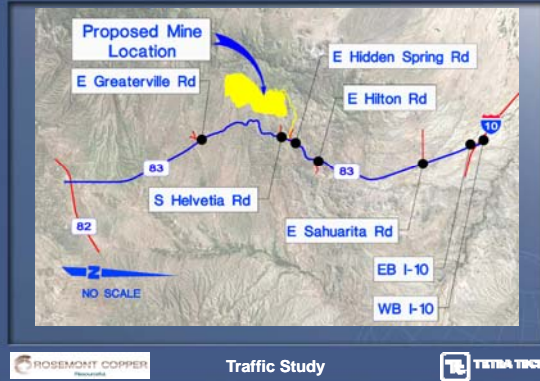 Proposed Mine
Location
E Greaterville Rd
E Hidden Spring Rd
E Hilton Rd
10
83
S Helvetia Rd
83
E Sahuarita Rd
82
N
NO SCALE
EB I-10
WB I-10
ROSEMONT COPPER
Traffic Study
TETRA TECH